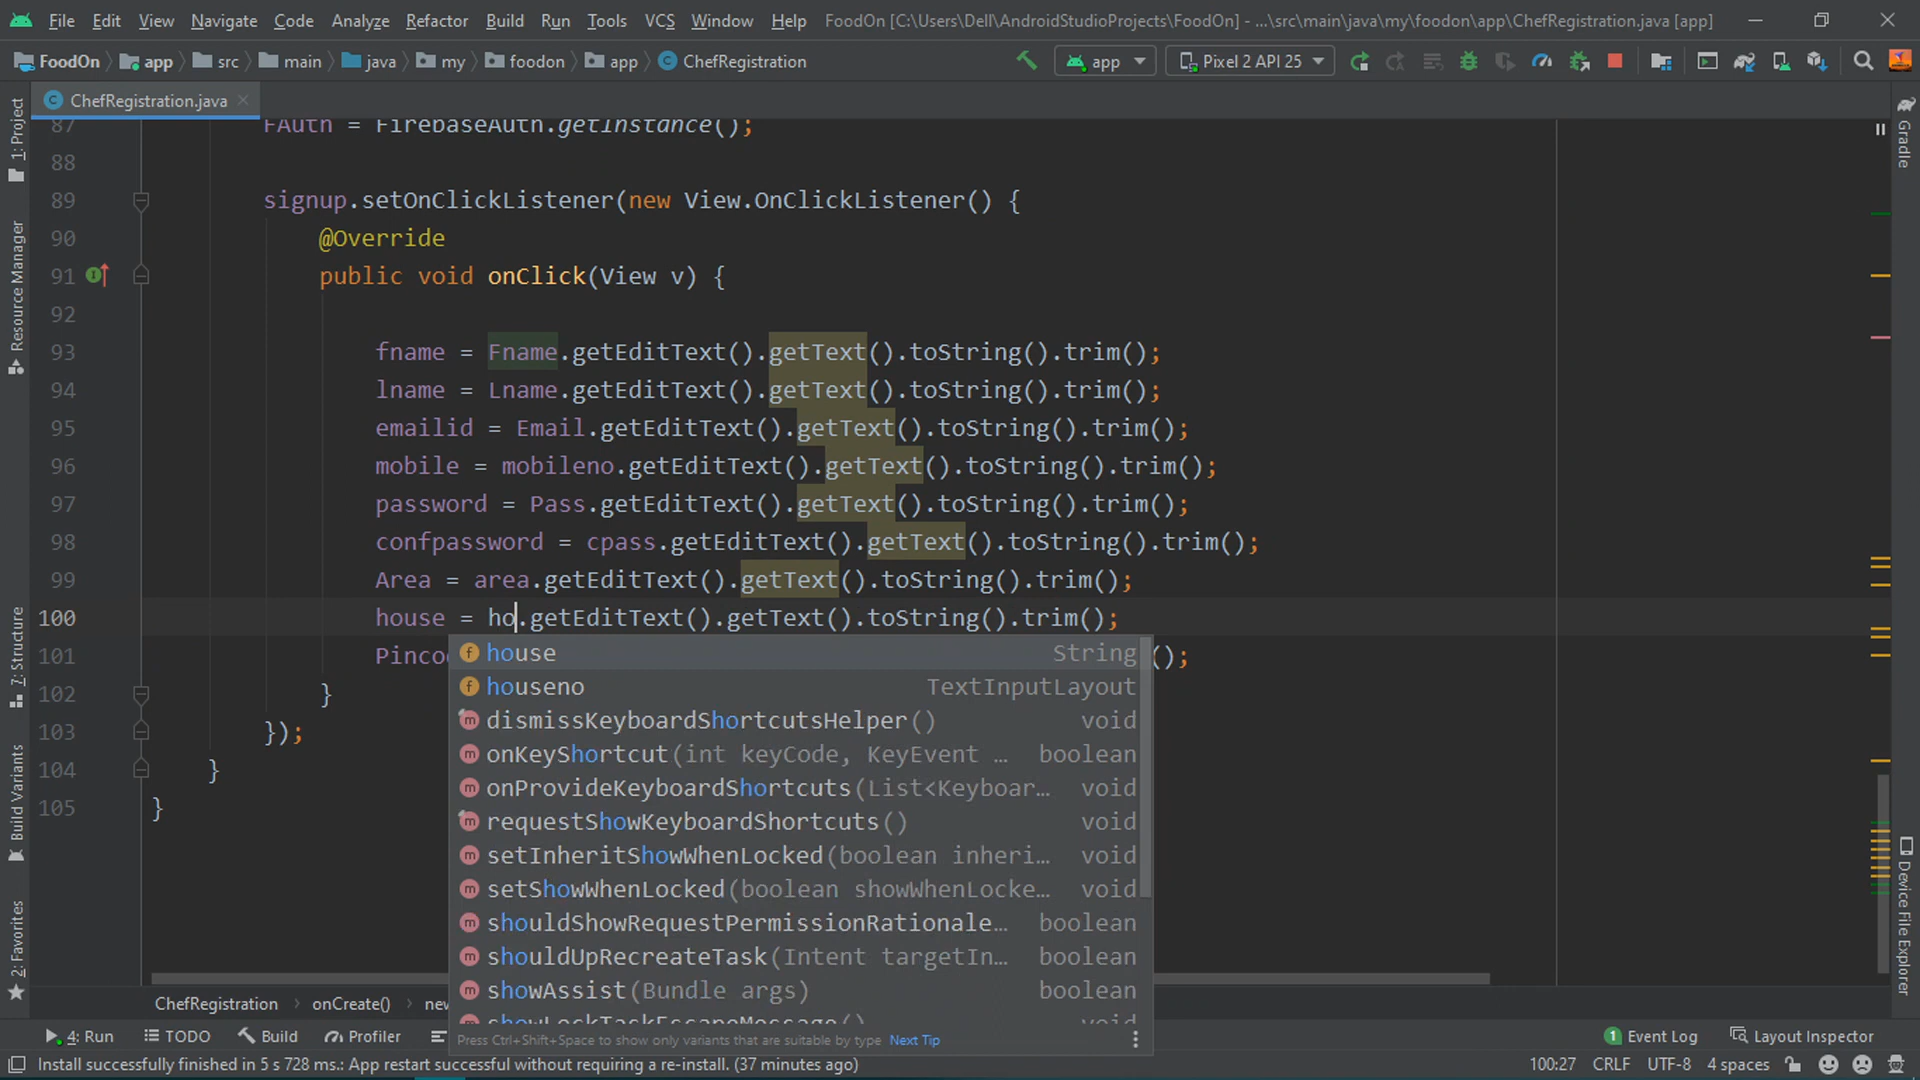 File Edit View Navigate Code Analyze Refactor Build Run Tools VCS Window Help FoodOn [C:\Users\Dell\AndroidStudioProjects\FoodOn] - ...\src\main\java\my\foodon\app\ChefRegistration.java [app]
FoodOn app src main java my foodon app ChefRegistration app Pixel 2 API 25
ChefRegistration.java
87 FAuth = FirebaseAuth.getInstance();
88
89 signup.setOnClickListener(new View.OnClickListener() {
90 @Override
91 public void onClick(View v) {
92
93 fname = Fname.getEditText().getText().toString().trim();
94 lname = Lname.getEditText().getText().toString().trim();
95 emailid = Email.getEditText().getText().toString().trim();
96 mobile = mobileno.getEditText().getText().toString().trim();
97 password = Pass.getEditText().getText().toString().trim();
98 confpassword = cpass.getEditText().getText().toString().trim();
99 Area = area.getEditText().getText().toString().trim();
100 house = ho.getEditText().getText().toString().trim();
101 Pinco ();
102 }
103 });
104 }
105 }
house String
houseno TextInputLayout
dismissKeyboardShortcutsHelper() void
onKeyShortcut(int keyCode, KeyEvent … boolean
onProvideKeyboardShortcuts(List<Keyboar… void
requestShowKeyboardShortcuts() void
setInheritShowWhenLocked(boolean inheri… void
setShowWhenLocked(boolean showWhenLocke… void
shouldShowRequestPermissionRationale… boolean
shouldUpRecreateTask(Intent targetIn… boolean
showAssist(Bundle args) boolean
showLockTaskEscapeMessage() void
Press Ctrl+Shift+Space to show only variants that are suitable by type Next Tip
1: Project
Resource Manager
7: Structure
Build Variants
2: Favorites
Gradle
Device File Explorer
ChefRegistration › onCreate() › new
4: Run TODO Build Profiler 1 Event Log Layout Inspector
Install successfully finished in 5 s 728 ms.: App restart successful without requiring a re-install. (37 minutes ago) 100:27 CRLF UTF-8 4 spaces